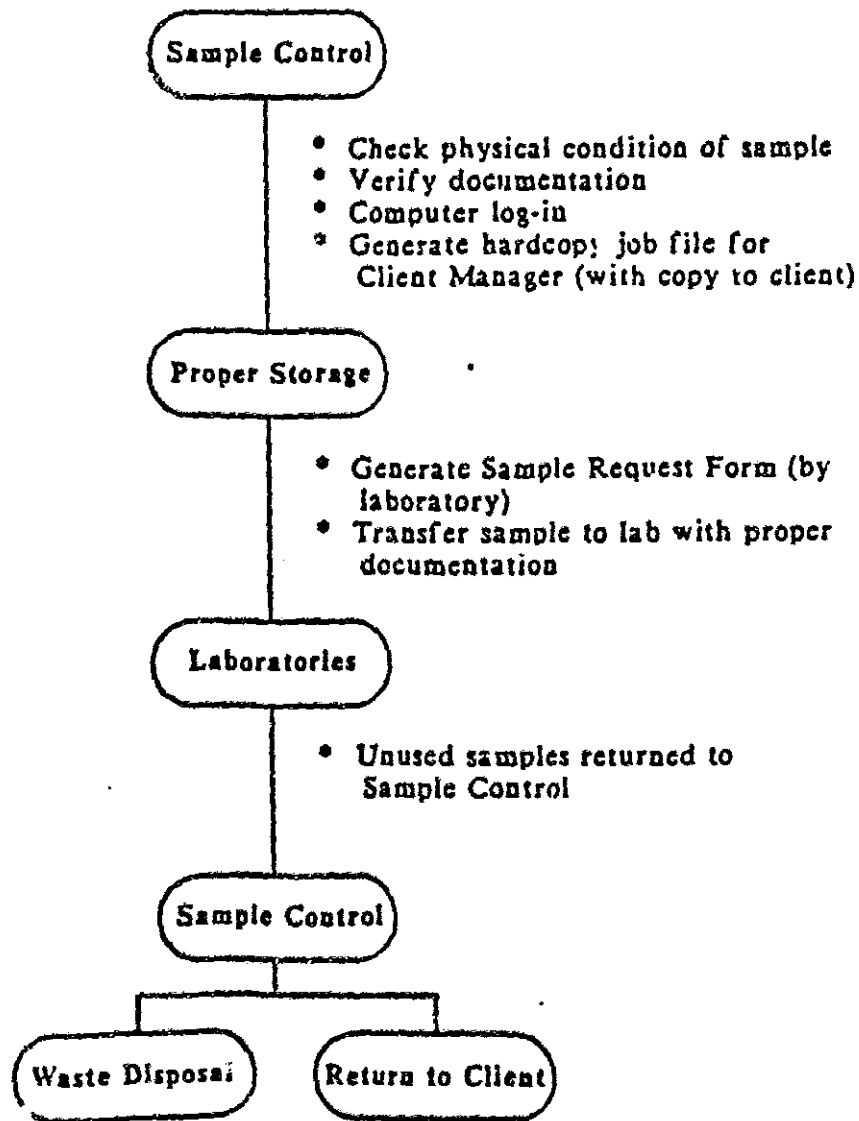 Sample Control
* Check physical condition of sample
* Verify documentation
* Computer log-in
* Generate hardcopy job file for
Client Manager (with copy to client)
Proper Storage
* Generate Sample Request Form (by
laboratory)
* Transfer sample to lab with proper
documentation
Laboratories
* Unused samples returned to
Sample Control
Sample Control
Waste Disposal
Return to Client